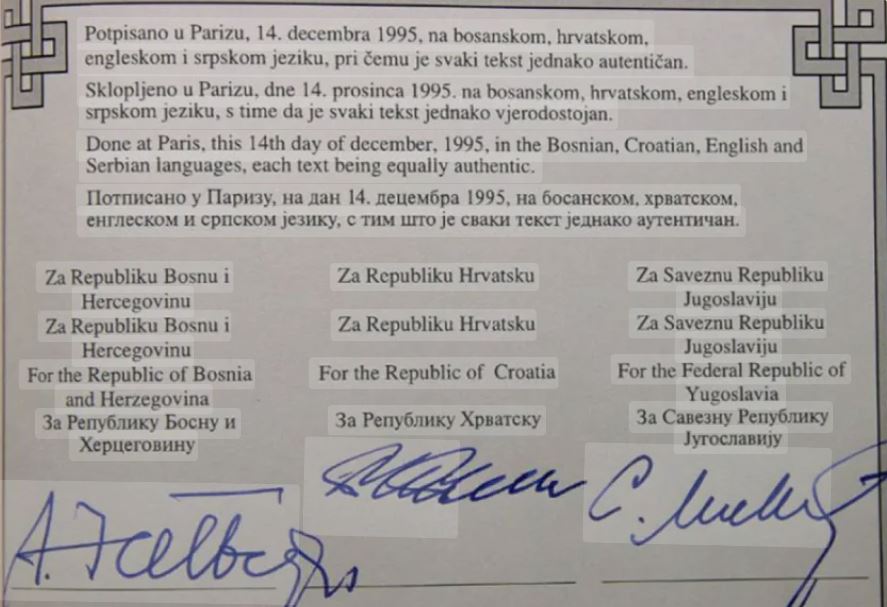 Potpisano u Parizu, 14. decembra 1995, na bosanskom, hrvatskom,
engleskom i srpskom jeziku, pri čemu je svaki tekst jednako autentičan.
Sklopljeno u Parizu, dne 14. prosinca 1995. na bosanskom, hrvatskom, engleskom i
srpskom jeziku, s time da je svaki tekst jednako vjerodostojan.
Done at Paris, this 14th day of december, 1995, in the Bosnian, Croatian, English and
Serbian languages, each text being equally authentic.
Потписано у Паризу, на дан 14. децембра 1995, на босанском, хрватском,
енглеском и српском језику, с тим што је сваки текст једнако аутентичан.
Za Republiku Bosnu i
Hercegovinu
Za Republiku Bosnu i
Hercegovinu
For the Republic of Bosnia
and Herzegovina
За Републику Босну и
Херцеговину
Za Republiku Hrvatsku
Za Republiku Hrvatsku
For the Republic of Croatia
За Републику Хрватску
Za Saveznu Republiku
Jugoslaviju
Za Saveznu Republiku
Jugoslaviju
For the Federal Republic of
Yugoslavia
За Савезну Републику
Југославију